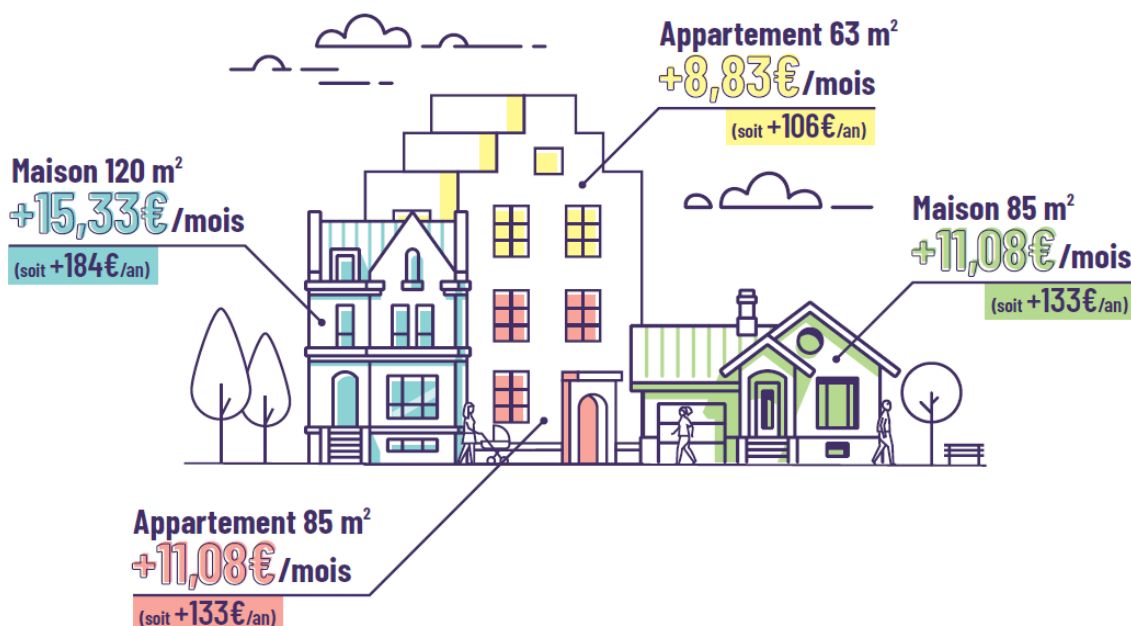 Appartement 63 m²
+8,83€/mois
(soit +106€/an)
Maison 120 m²
+15,33€/mois
(soit +184€/an)
Maison 85 m²
+11,08€/mois
(soit +133€/an)
Appartement 85 m²
+11,08€/mois
(soit +133€/an)